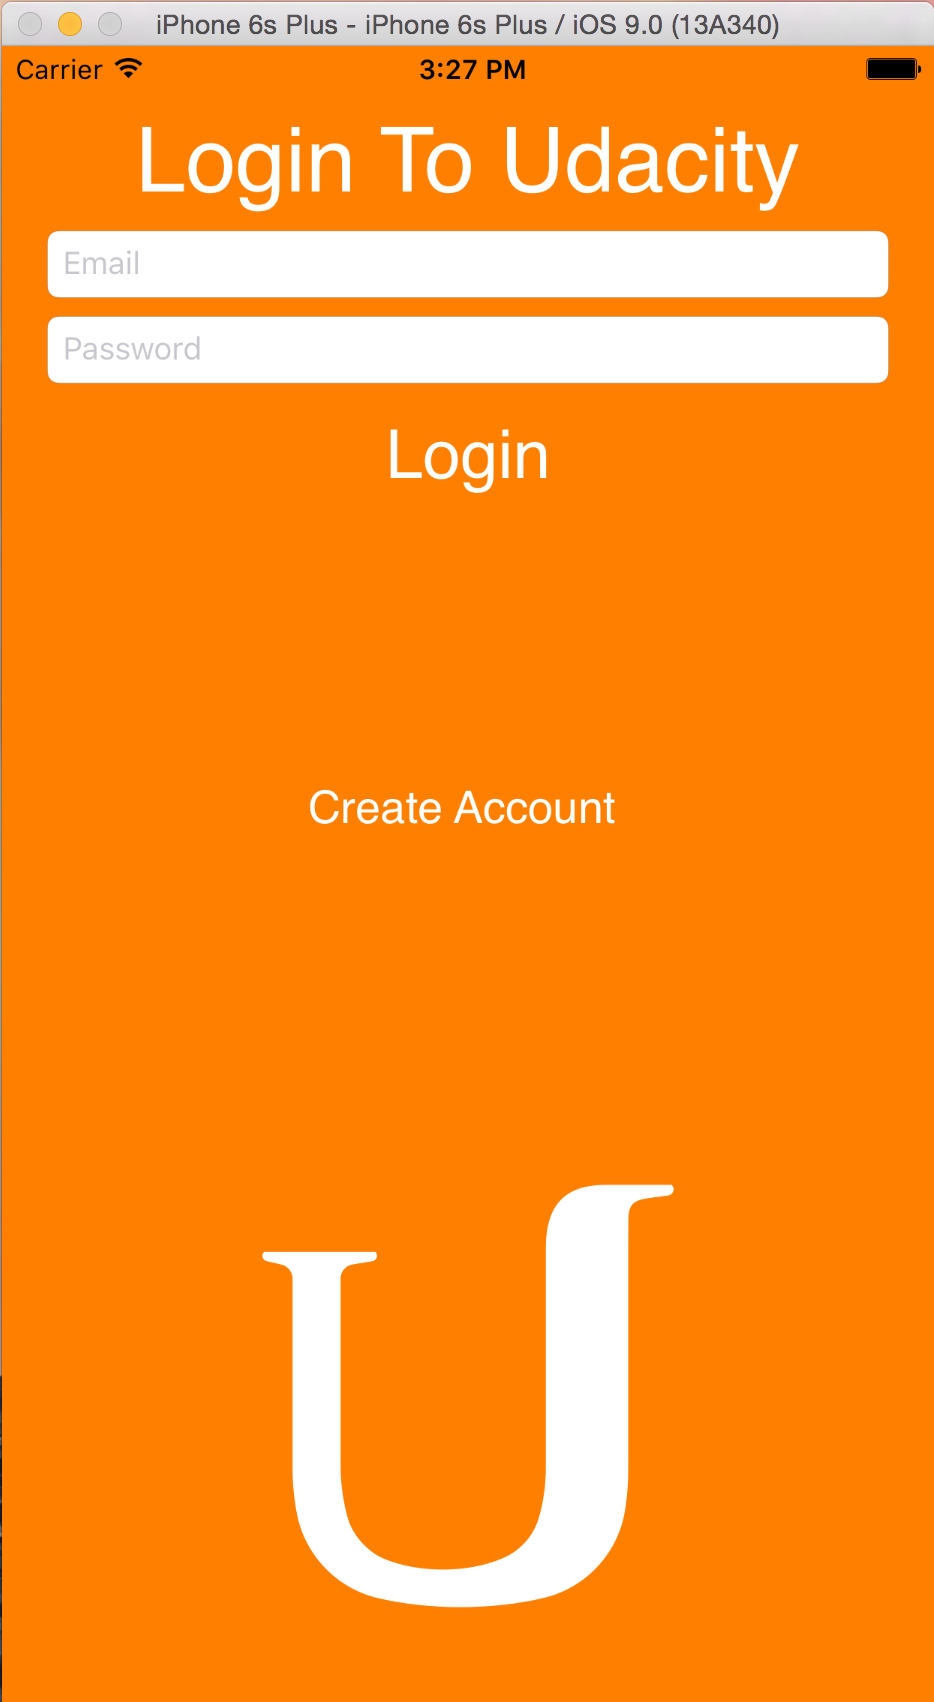 iPhone 6s Plus - iPhone 6s Plus / iOS 9.0 (13A340)
Carrier 3:27 PM
Login To Udacity
Email
Password
Login
Create Account
U